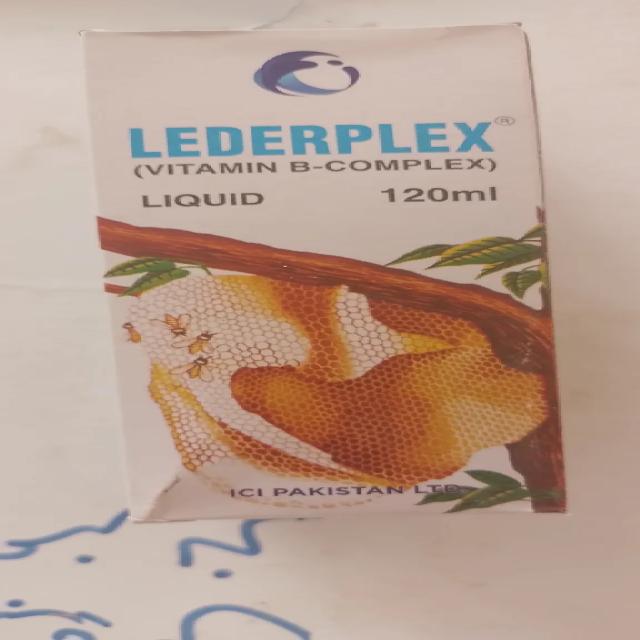 LEDERPLEX®
(VITAMIN B-COMPLEX)
LIQUID 120ml
ICI PAKISTAN LTD